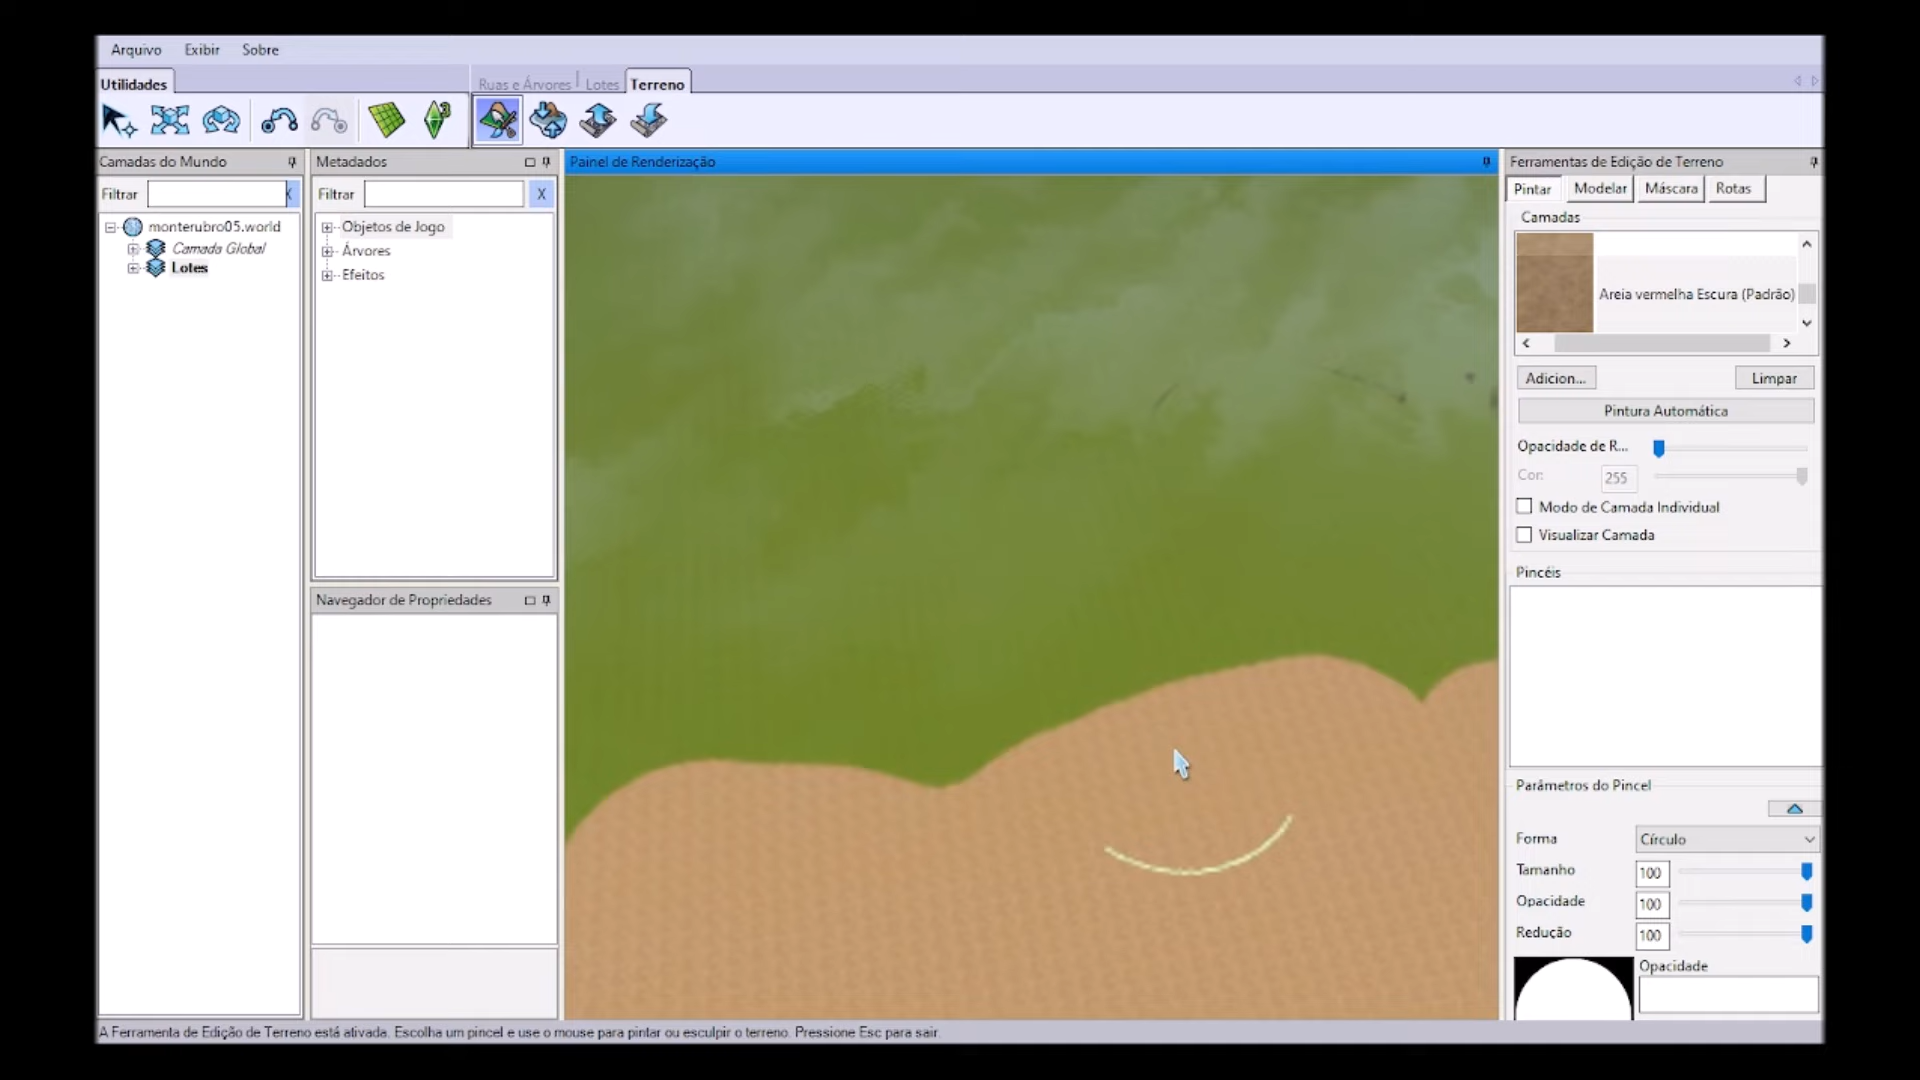 Arquivo Exibir Sobre
Utilidades Ruas e Árvores Lotes Terreno
Camadas do Mundo
Filtrar
monterubro05.world
Camada Global
Lotes
Metadados
Filtrar X
Objetos de Jogo
Árvores
Efeitos
Navegador de Propriedades
Painel de Renderização
Ferramentas de Edição de Terreno
Pintar Modelar Máscara Rotas
Camadas
Areia vermelha Escura (Padrão)
Adicion... Limpar
Pintura Automática
Opacidade de R...
Cor: 255
Modo de Camada Individual
Visualizar Camada
Pincéis
Parâmetros do Pincel
Forma Círculo
Tamanho 100
Opacidade 100
Redução 100
Opacidade
A Ferramenta de Edição de Terreno está ativada. Escolha um pincel e use o mouse para pintar ou esculpir o terreno. Pressione Esc para sair.